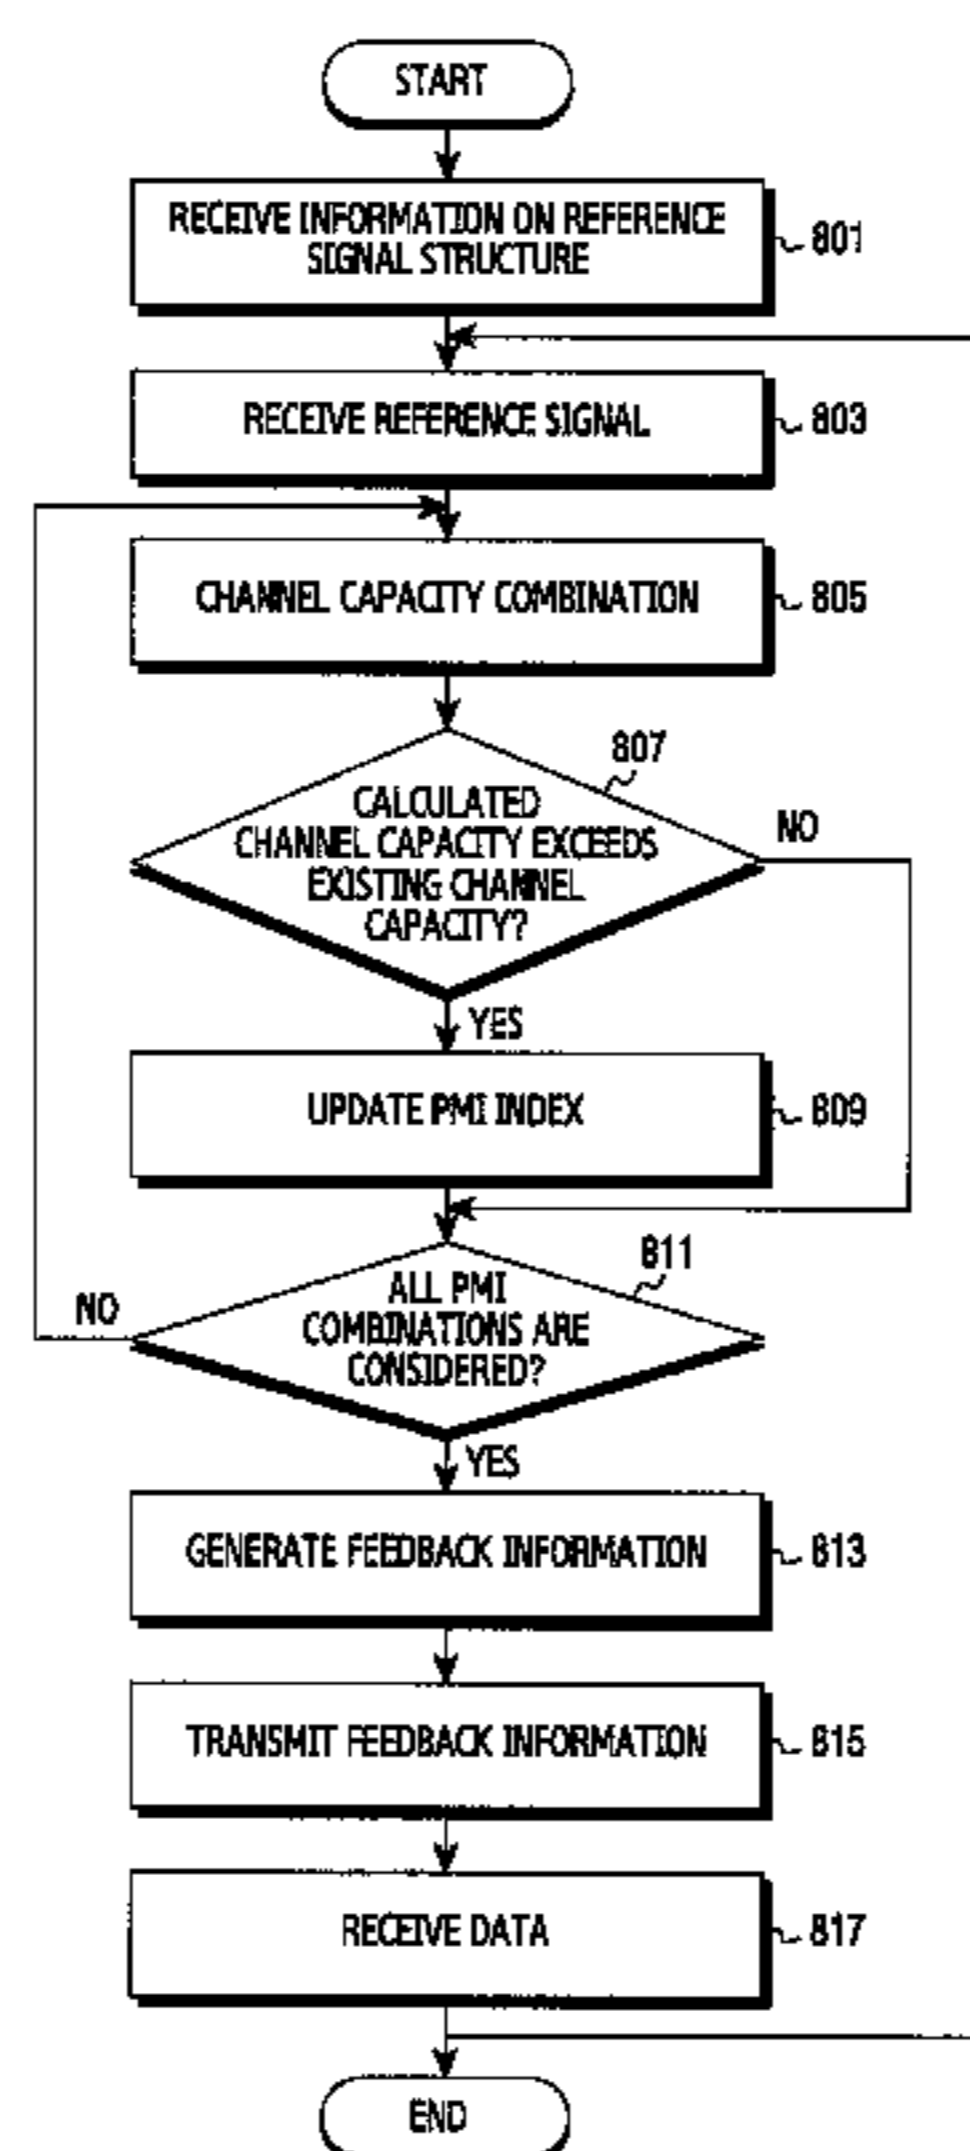 START
RECEIVE INFORMATION ON REFERENCE
SIGNAL STRUCTURE
801
RECEIVE REFERENCE SIGNAL
803
CHANNEL CAPACITY COMBINATION
805
807
CALCULATED
CHANNEL CAPACITY EXCEEDS
EXISTING CHANNEL
CAPACITY?
NO
YES
UPDATE PMI INDEX
809
811
ALL PMI
COMBINATIONS ARE
CONSIDERED?
NO
YES
GENERATE FEEDBACK INFORMATION
813
TRANSMIT FEEDBACK INFORMATION
815
RECEIVE DATA
817
END